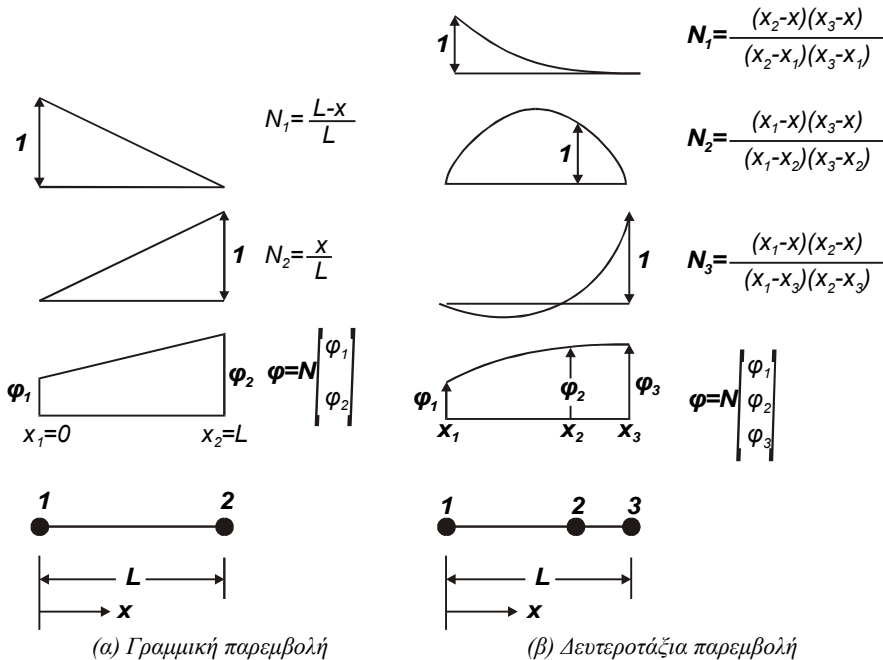 1
N₁=(L-x)/L
1
N₂=x/L
φ₁
φ₂
φ=N
φ₁
φ₂
x₁=0
x₂=L
1
2
L
x
(α) Γραμμική παρεμβολή
1
N₁=(x₂-x)(x₃-x)/(x₂-x₁)(x₃-x₁)
1
N₂=(x₁-x)(x₃-x)/(x₁-x₂)(x₃-x₂)
1
N₃=(x₁-x)(x₂-x)/(x₁-x₃)(x₂-x₃)
φ₁
φ₂
φ₃
φ=N
φ₁
φ₂
φ₃
x₁
x₂
x₃
1
2
3
L
x
(β) Δευτεροτάξια παρεμβολή